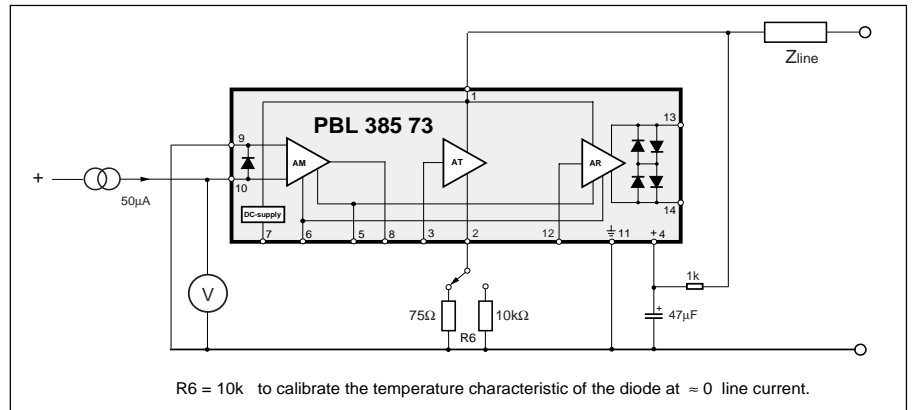 Zline
1
13
PBL 385 73
9
AM
AT
AR
+
10
50µA
14
DC-supply
7
6
5
8
3
2
12
11
+ 4
1k
V
75Ω
10kΩ
R6
+
47µF
R6 = 10k to calibrate the temperature characteristic of the diode at ≈ 0 line current.